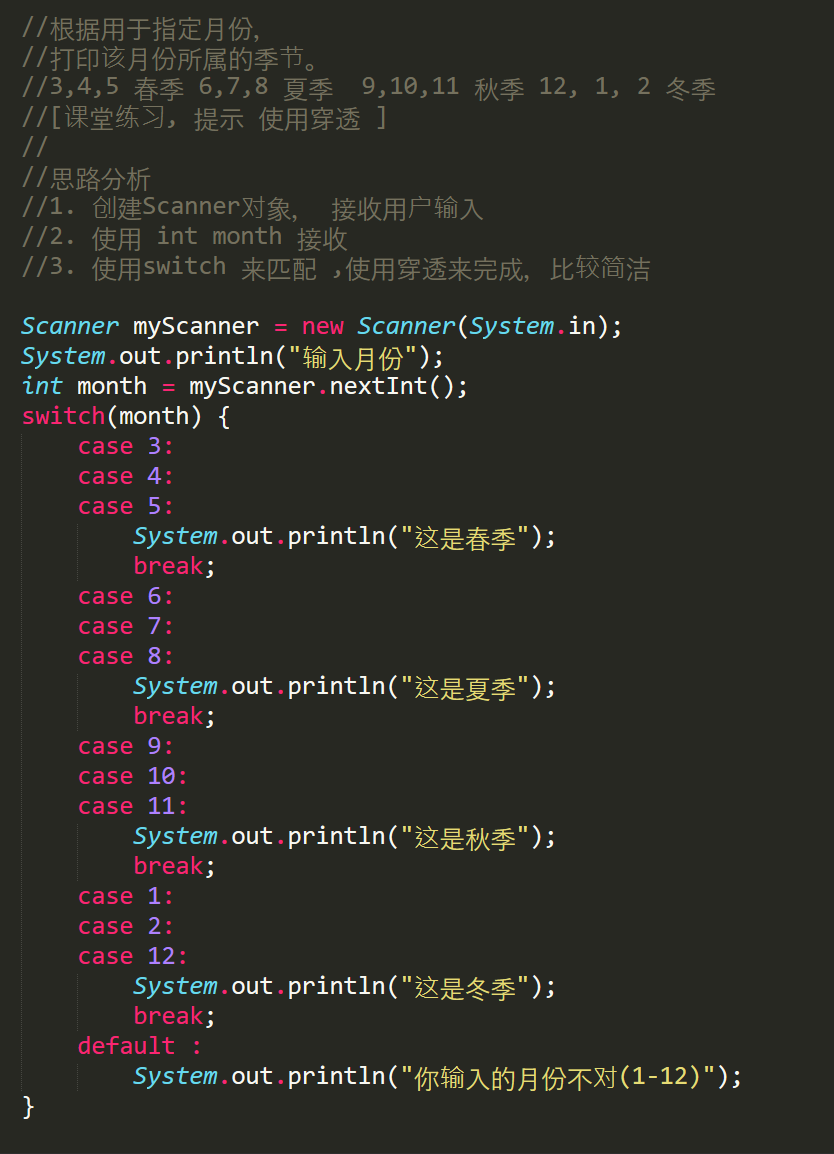 //根据用于指定月份,
//打印该月份所属的季节。
//3,4,5 春季 6,7,8 夏季  9,10,11 秋季 12, 1, 2 冬季
//[课堂练习, 提示 使用穿透 ]
//
//思路分析
//1. 创建Scanner对象,  接收用户输入
//2. 使用 int month 接收
//3. 使用switch 来匹配 ,使用穿透来完成, 比较简洁

Scanner myScanner = new Scanner(System.in);
System.out.println("输入月份");
int month = myScanner.nextInt();
switch(month) {
    case 3:
    case 4:
    case 5:
        System.out.println("这是春季");
        break;
    case 6:
    case 7:
    case 8:
        System.out.println("这是夏季");
        break;
    case 9:
    case 10:
    case 11:
        System.out.println("这是秋季");
        break;
    case 1:
    case 2:
    case 12:
        System.out.println("这是冬季");
        break;
    default :
        System.out.println("你输入的月份不对(1-12)");
}